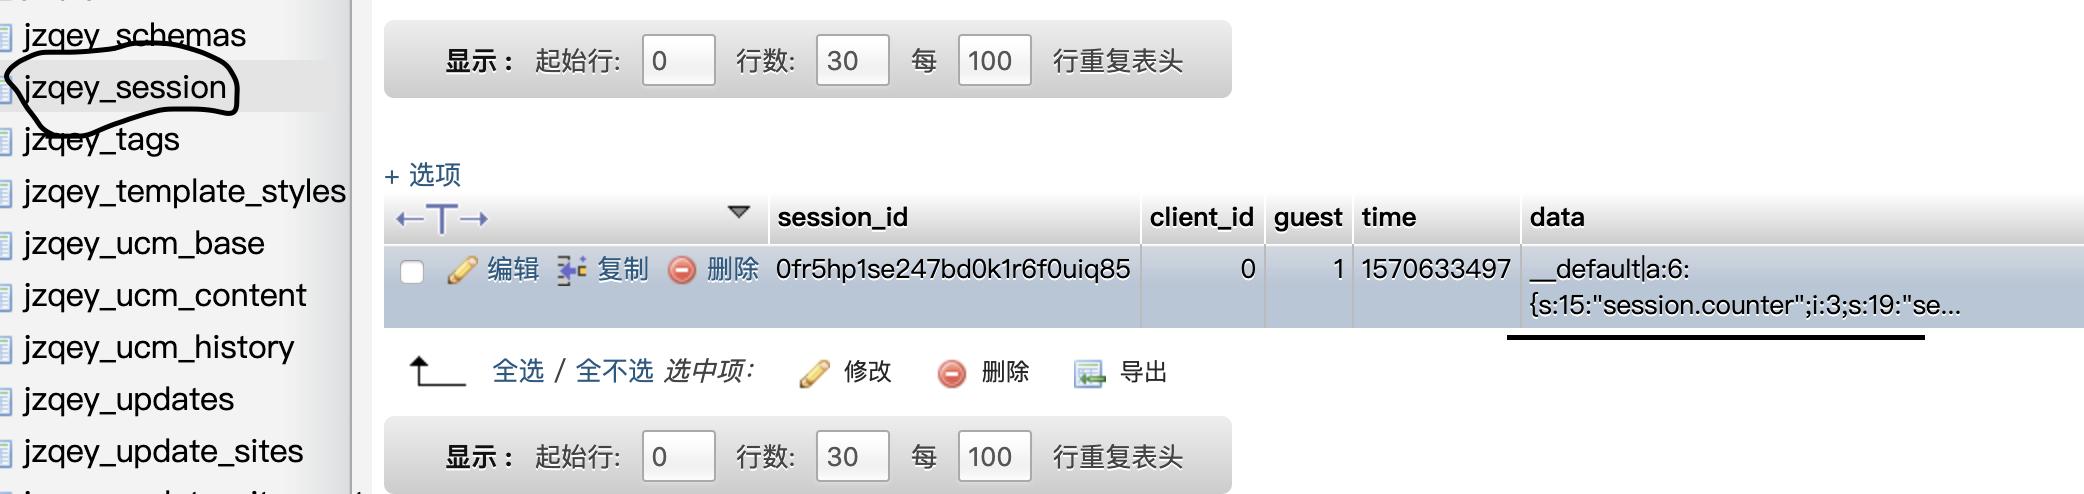 jzqey_schemas
jzqey_session
jzqey_tags
jzqey_template_styles
jzqey_ucm_base
jzqey_ucm_content
jzqey_ucm_history
jzqey_updates
jzqey_update_sites
显示： 起始行: 0 行数: 30 每 100 行重复表头
+ 选项
←T→ session_id client_id guest time data
编辑 复制 删除 0fr5hp1se247bd0k1r6f0uiq85 0 1 1570633497 __default|a:6:
{s:15:"session.counter";i:3;s:19:"se...
全选 / 全不选 选中项： 修改 删除 导出
显示： 起始行: 0 行数: 30 每 100 行重复表头